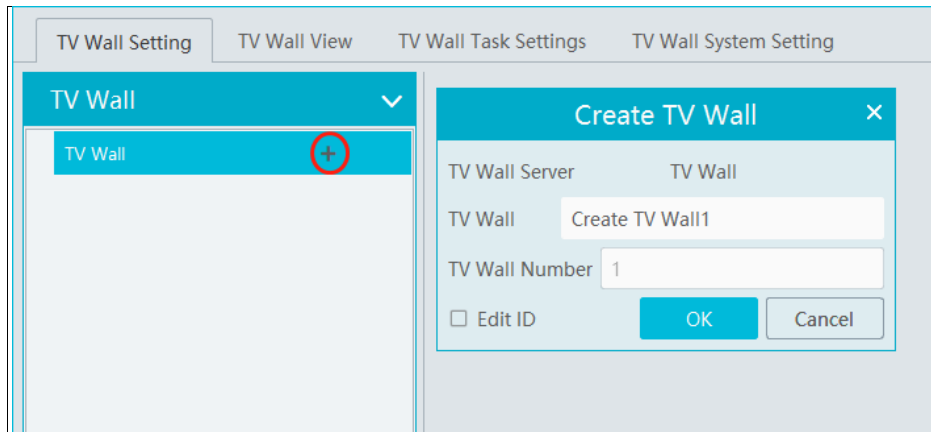 TV Wall Setting TV Wall View TV Wall Task Settings TV Wall System Setting
TV Wall
TV Wall +
Create TV Wall ×
TV Wall Server TV Wall
TV Wall Create TV Wall1
TV Wall Number 1
Edit ID OK Cancel